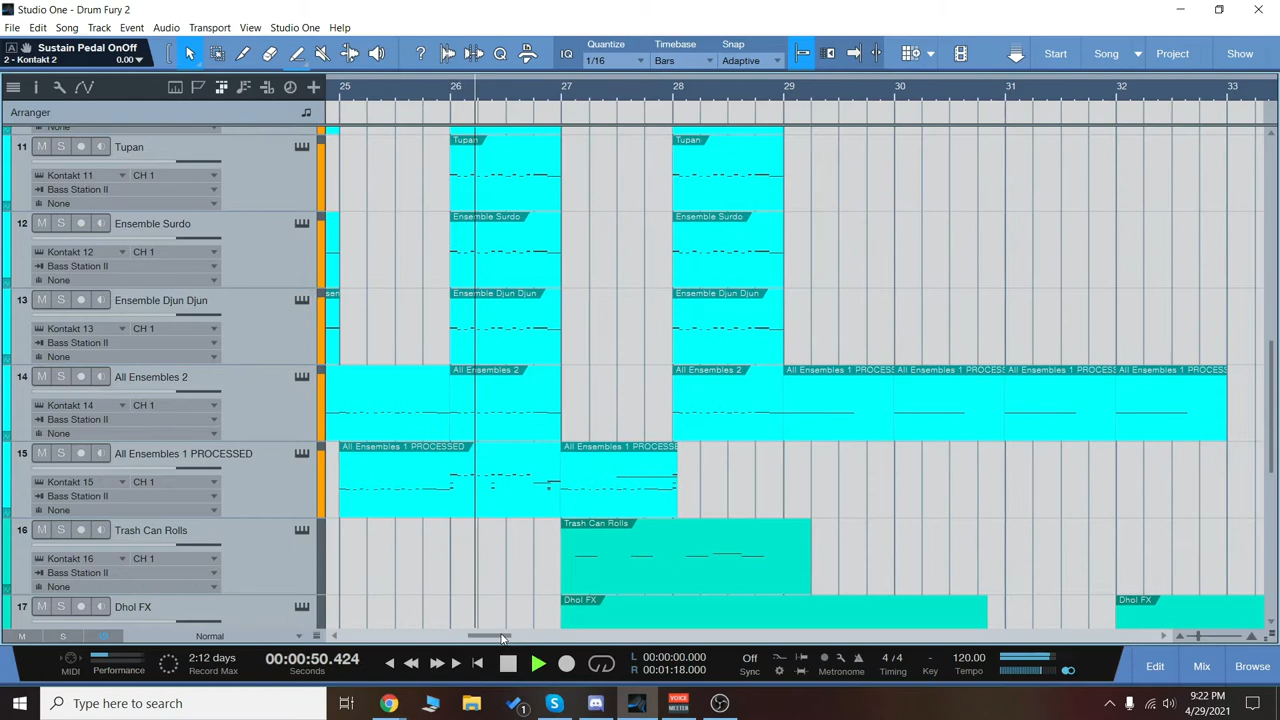 Studio One - Drum Fury 2
File Edit Song Track Event Audio Transport View Studio One Help
Sustain Pedal OnOff
2 - Kontakt 2 0.00
IQ
Quantize
1/16
Timebase
Bars
Snap
Adaptive
Start Song Project Show
25 26 27 28 29 30 31 32 33
Arranger
None
11 M S Tupan
Kontakt 11 CH 1
Bass Station II
None
12 M S Ensemble Surdo
Kontakt 12 CH 1
Bass Station II
None
13 M S Ensemble Djun Djun
Kontakt 13 CH 1
Bass Station II
None
14 M S All Ensembles 2
Kontakt 14 CH 1
Bass Station II
None
15 M S All Ensembles 1 PROCESSED
Kontakt 15 CH 1
Bass Station II
None
16 M S Trash Can Rolls
Kontakt 16 CH 1
Bass Station II
None
17 M S Dhol FX
Tupan Tupan
Ensemble Surdo Ensemble Surdo
Ensemble Djun Djun Ensemble Djun Djun
All Ensembles 2 All Ensembles 2 All Ensembles 1 PROCESS All Ensembles 1 PROCESS All Ensembles 1 PROCESS All Ensembles 1 PROCESS
All Ensembles 1 PROCESSED All Ensembles 1 PROCESSE
Trash Can Rolls
Dhol FX Dhol FX
M S Normal
MIDI
Performance
2:12 days
Record Max
00:00:50.424
Seconds
L 00:00:00.000
R 00:01:18.000
Off
Sync
Metronome
4 / 4
Timing
-
Key
120.00
Tempo
Edit Mix Browse
Type here to search
1
VOICE
MEETER
9:22 PM
4/29/2021